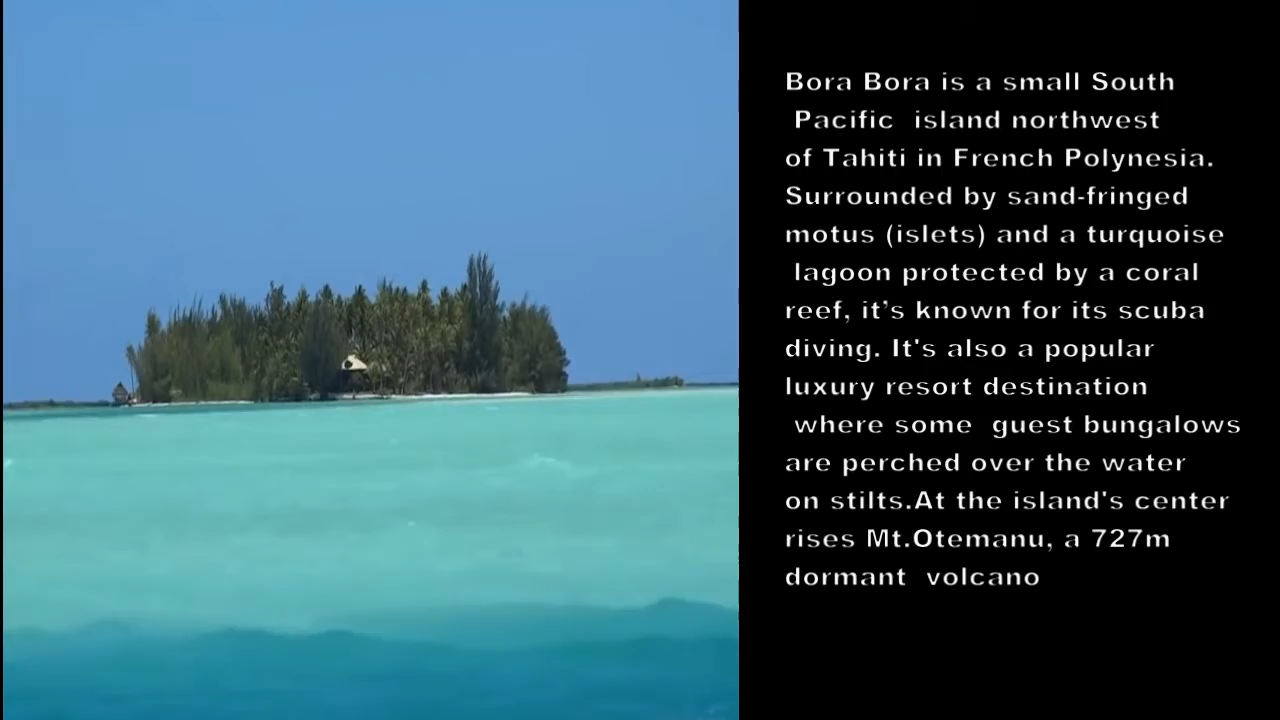 Bora Bora is a small South
Pacific island northwest
of Tahiti in French Polynesia.
Surrounded by sand-fringed
motus (islets) and a turquoise
lagoon protected by a coral
reef, it’s known for its scuba
diving. It's also a popular
luxury resort destination
where some guest bungalows
are perched over the water
on stilts.At the island's center
rises Mt.Otemanu, a 727m
dormant volcano